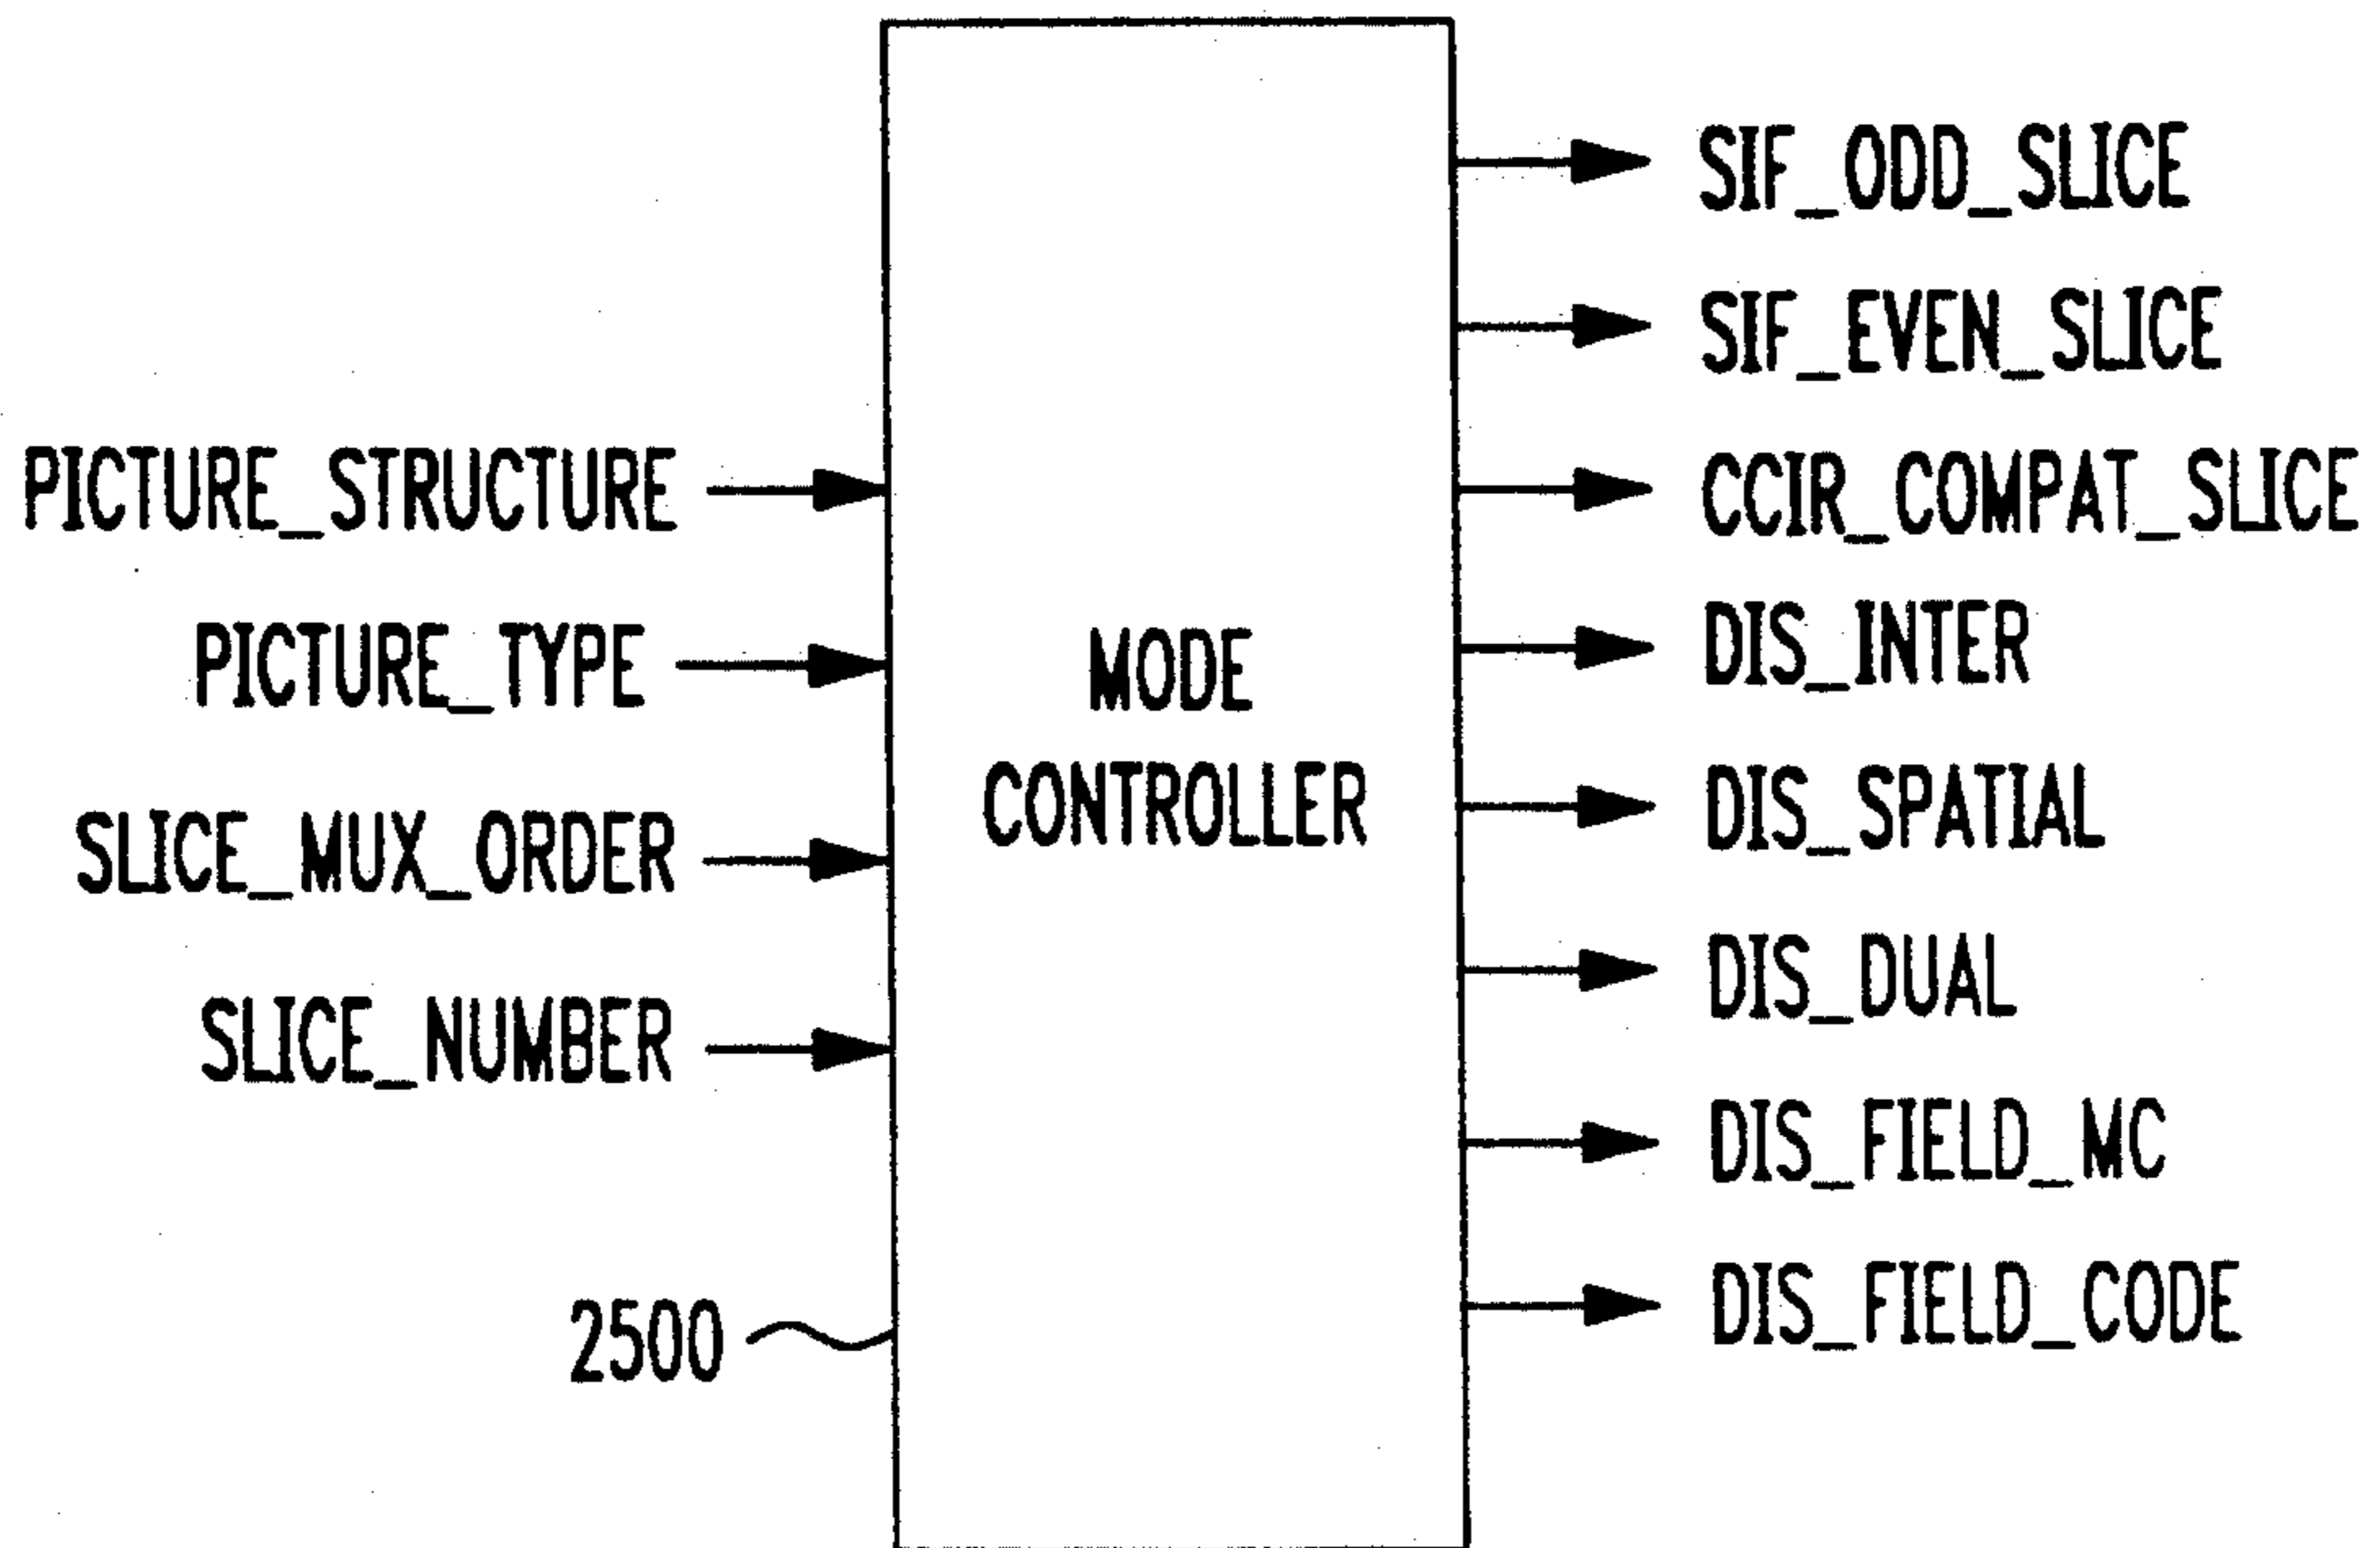 PICTURE_STRUCTURE
PICTURE_TYPE
SLICE_MUX_ORDER
SLICE_NUMBER
2500
MODE
CONTROLLER
SIF_ODD_SLICE
SIF_EVEN_SLICE
CCIR_COMPAT_SLICE
DIS_INTER
DIS_SPATIAL
DIS_DUAL
DIS_FIELD_MC
DIS_FIELD_CODE